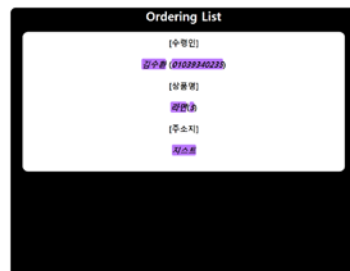 Ordering List
[수령인]
김수환 (01039340235)
[상품명]
라면(3)
[주소지]
지스트